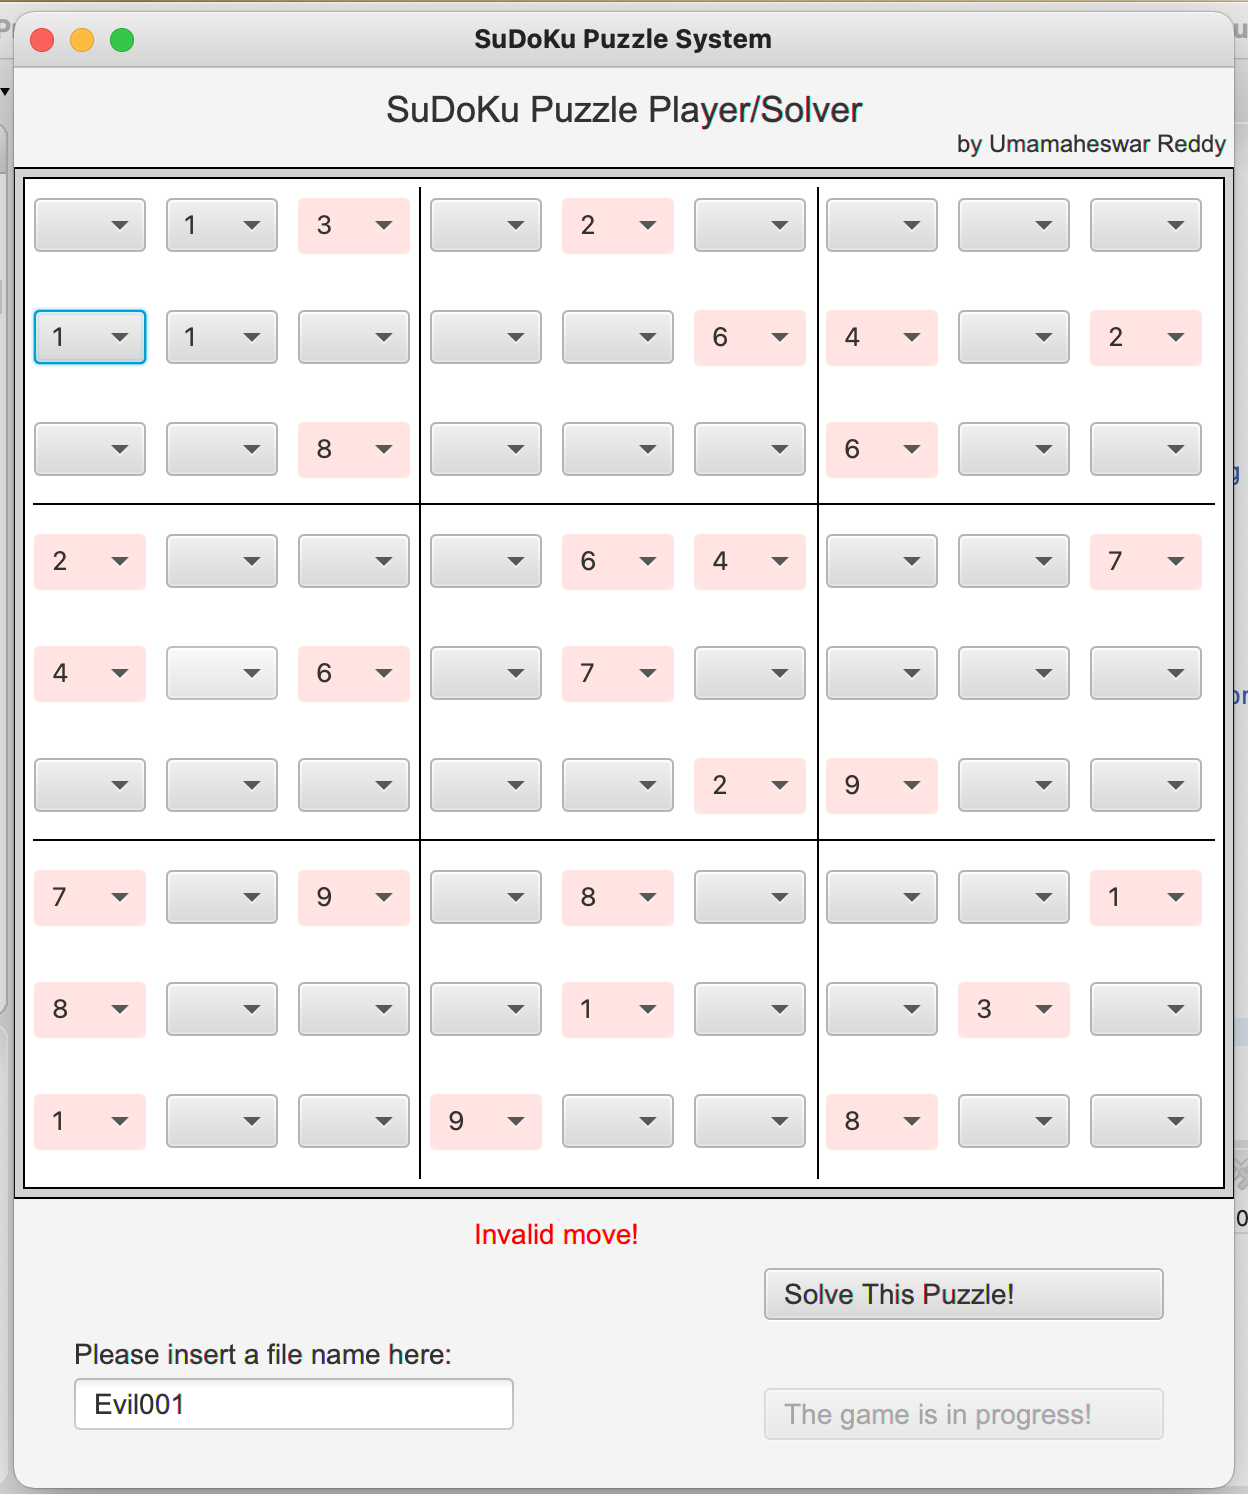 SuDoKu Puzzle System
SuDoKu Puzzle Player/Solver
by Umamaheswar Reddy
1 3 2
1 1 6 4 2
8 6
2 6 4 7
4 6 7
2 9
7 9 8 1
8 1 3
1 9 8
Invalid move!
Solve This Puzzle!
Please insert a file name here:
Evil001
The game is in progress!